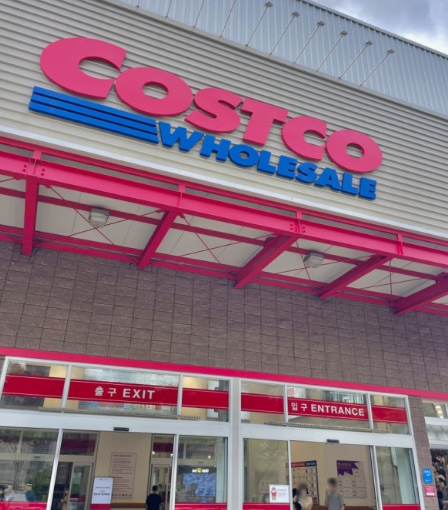 COSTCO
WHOLESALE
출구 EXIT
입구 ENTRANCE